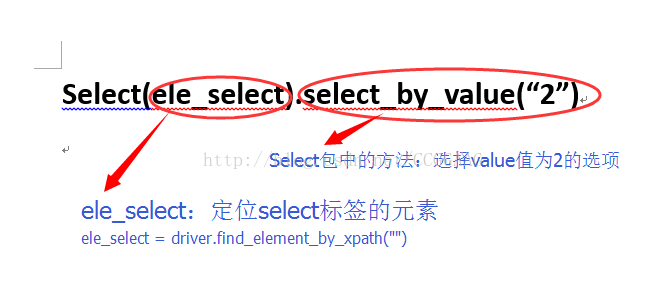 Select(ele_select).select_by_value(“2”)
Select包中的方法：选择value值为2的选项
ele_select：定位select标签的元素
ele_select = driver.find_element_by_xpath("")